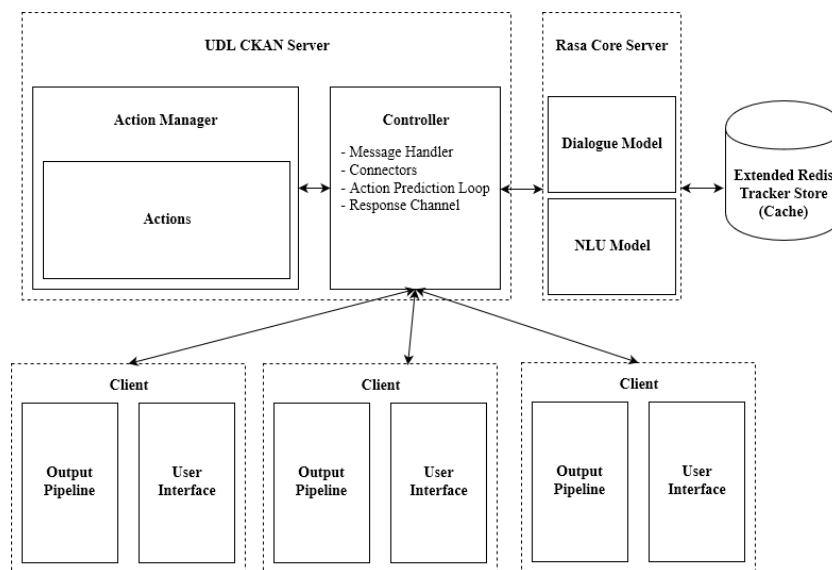 UDL CKAN Server
Rasa Core Server
Action Manager
Actions
Controller
- Message Handler
- Connectors
- Action Prediction Loop
- Response Channel
Dialogue Model
NLU Model
Extended Redis
Tracker Store
(Cache)
Client
Output
Pipeline
User
Interface
Client
Output
Pipeline
User
Interface
Client
Output
Pipeline
User
Interface